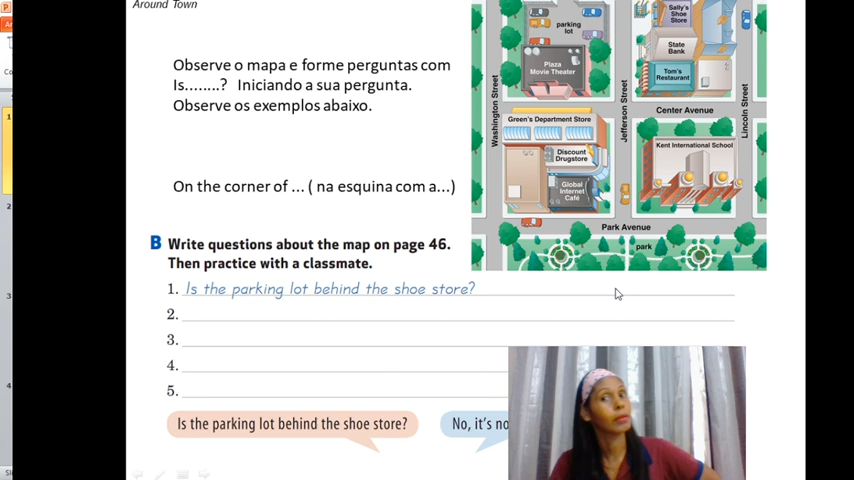 Around Town
Observe o mapa e forme perguntas com
Is........? Iniciando a sua pergunta.
Observe os exemplos abaixo.
On the corner of ... ( na esquina com a...)
B Write questions about the map on page 46.
Then practice with a classmate.
1. Is the parking lot behind the shoe store?
2.
3.
4.
5.
Is the parking lot behind the shoe store?
No, it's no
parking
lot
Sally's
Shoe
Store
State
Bank
Plaza
Movie Theater
Tom's
Restaurant
Washington Street
Jefferson Street
Lincoln Street
Center Avenue
Green's Department Store
Discount
Drugstore
Kent International School
Global
Internet
Café
Park Avenue
park
1
2
3
4